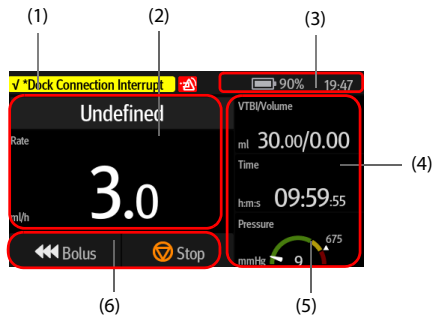 (1)
(2)
(3)
√ *Dock Connection Interrupt
90%
19:47
Undefined
VTBI/Volume
Rate
ml 30.00/0.00
Time
(4)
3.0
h:m:s 09:59:55
ml/h
Pressure
675
Bolus
Stop
mmHg 9
(6)
(5)